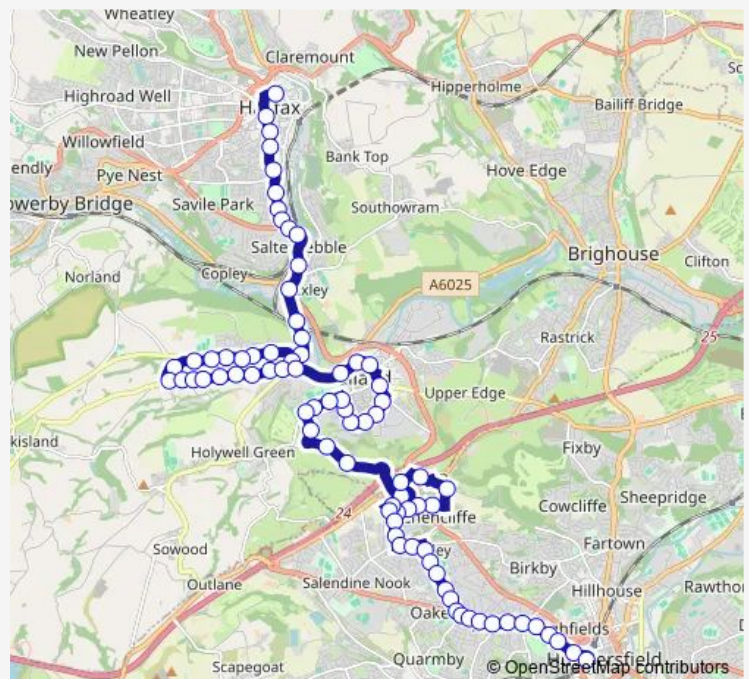 Wheatley
New Pellon
Claremount
Hipperholme
Highroad Well
Bailiff Bridge
Willowfield
Bank Top
Pye Nest
Hove Edge
Savile Park
Southowram
Brighouse
Norland
Copley
A6025
Clifton
25
Rastrick
Upper Edge
Holywell Green
Fixby
Sheepridge
24
Cowcliffe
Sowood
Fartown
Outlane
Salendine Nook
Birkby
Hillhouse
Scapegoat
Quarmby
© OpenStreetMap contributors